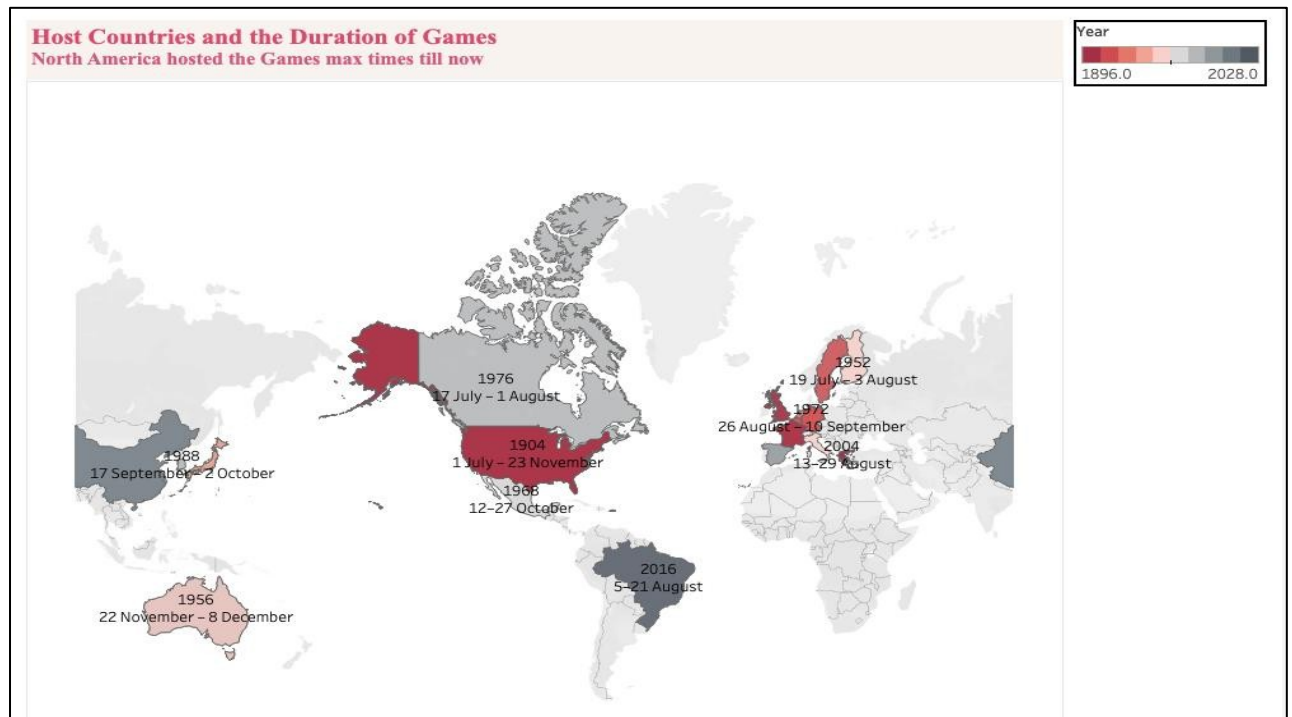 Host Countries and the Duration of Games
North America hosted the Games max times till now
Year
1896.0 2028.0
1952
19 July – 3 August
1976
17 July – 1 August
1972
26 August – 10 September
1904
1 July – 23 November
2004
13–29 August
1988
17 September – 2 October
1968
12–27 October
2016
5–21 August
1956
22 November – 8 December